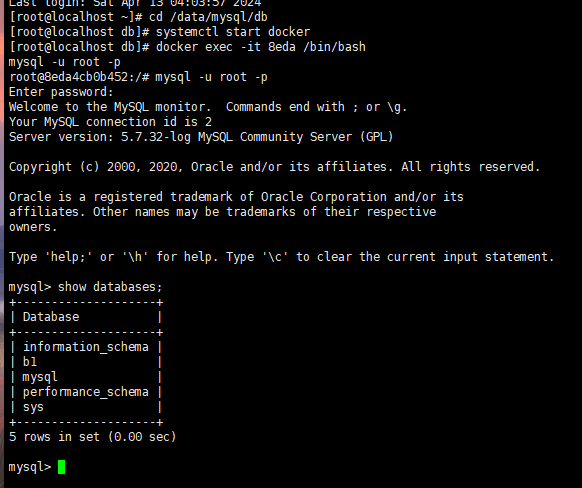 Last login: Sat Apr 13 04:03:57 2024
[root@localhost ~]# cd /data/mysql/db
[root@localhost db]# systemctl start docker
[root@localhost db]# docker exec -it 8eda /bin/bash
mysql -u root -p
root@8eda4cb0b452:/# mysql -u root -p
Enter password:
Welcome to the MySQL monitor.  Commands end with ; or \g.
Your MySQL connection id is 2
Server version: 5.7.32-log MySQL Community Server (GPL)

Copyright (c) 2000, 2020, Oracle and/or its affiliates. All rights reserved.

Oracle is a registered trademark of Oracle Corporation and/or its
affiliates. Other names may be trademarks of their respective
owners.

Type 'help;' or '\h' for help. Type '\c' to clear the current input statement.

mysql> show databases;
+--------------------+
| Database           |
+--------------------+
| information_schema |
| b1                 |
| mysql              |
| performance_schema |
| sys                |
+--------------------+
5 rows in set (0.00 sec)

mysql>